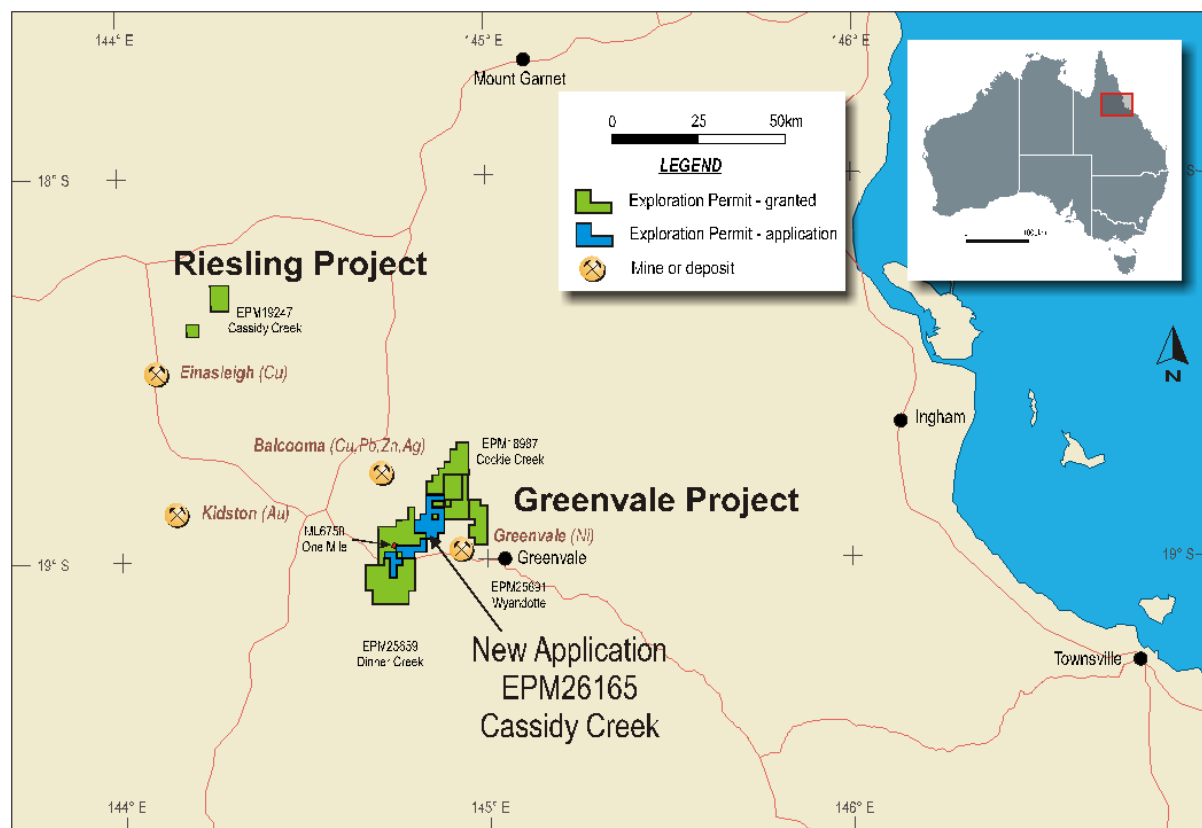 144° E
145° E
146° E
Mount Garnet
0 25 50km
LEGEND
Exploration Permit - granted
Exploration Permit - application
Mine or deposit
18° S
Riesling Project
EPM19247
Cassidy Creek
Einasleigh (Cu)
Ingham
N
Balcooma (Cu,Pb,Zn,Ag)
Cookie Creek
Greenvale Project
Kidston (Au)
One Mile
Greenvale (Ni)
Greenvale
19° S
19° S
EPM25691
Wyandotte
EPM25659
Dinner Creek
New Application
EPM26165
Cassidy Creek
Townsville
144° E
145° E
146° E